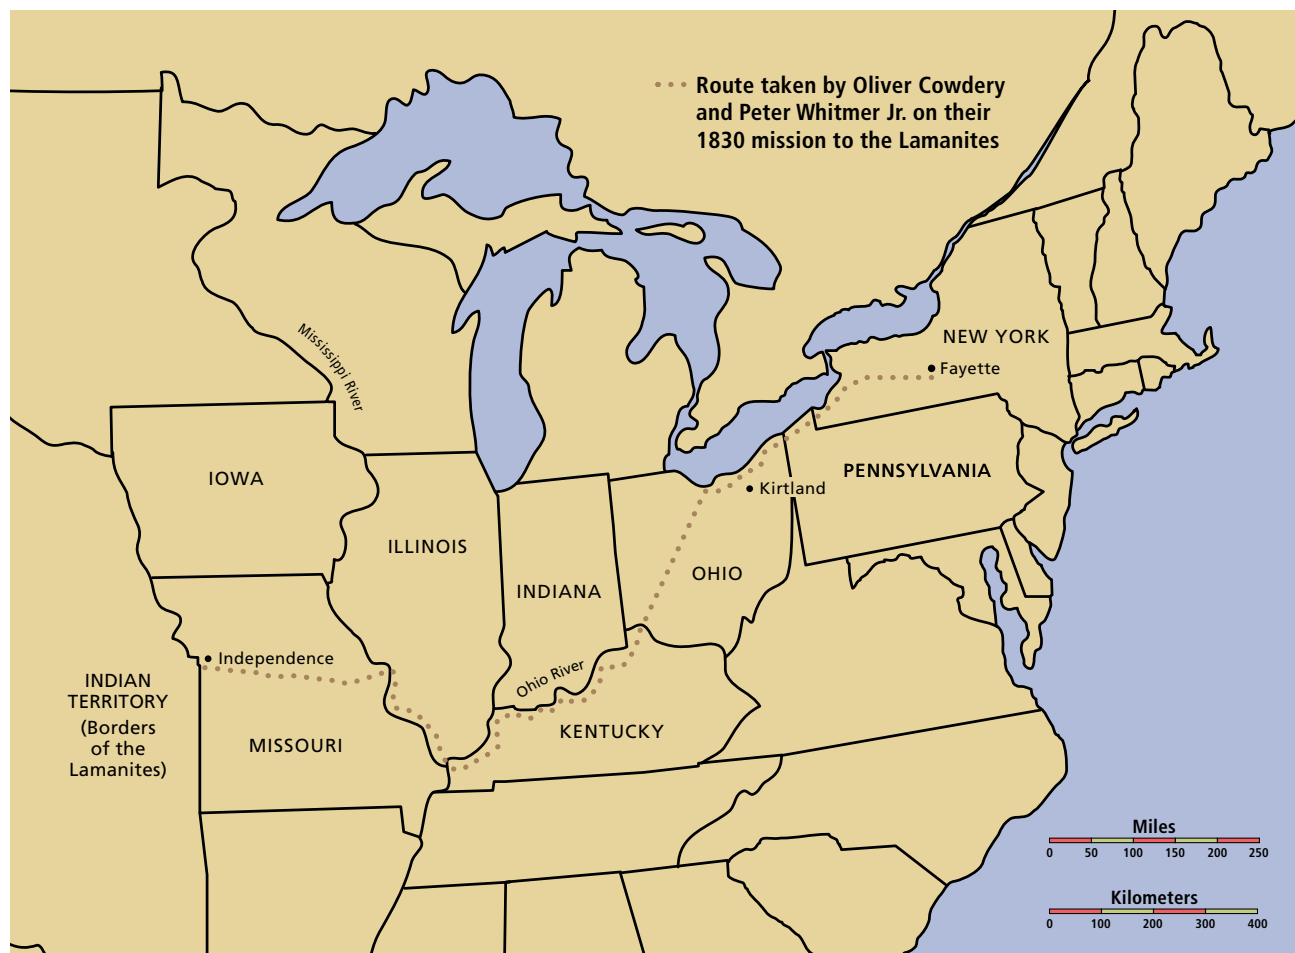 Route taken by Oliver Cowdery
and Peter Whitmer Jr. on their
1830 mission to the Lamanites
Mississippi River
NEW YORK
Fayette
IOWA
PENNSYLVANIA
Kirtland
ILLINOIS
INDIANA
OHIO
Independence
Ohio River
INDIAN
TERRITORY
(Borders
of the
Lamanites)
MISSOURI
KENTUCKY
Miles
0 50 100 150 200 250
Kilometers
0 100 200 300 400